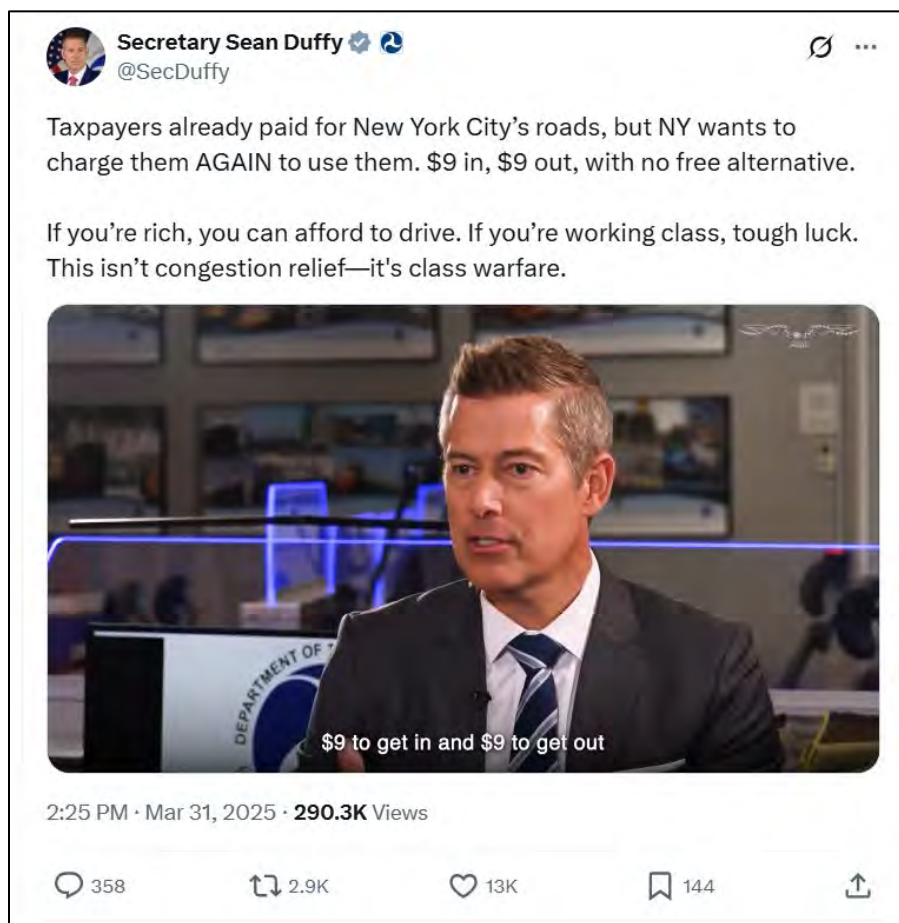 Secretary Sean Duffy
@SecDuffy
Taxpayers already paid for New York City’s roads, but NY wants to
charge them AGAIN to use them. $9 in, $9 out, with no free alternative.
If you’re rich, you can afford to drive. If you’re working class, tough luck.
This isn’t congestion relief—it's class warfare.
DEPARTMENT OF
$9 to get in and $9 to get out
2:25 PM · Mar 31, 2025 · 290.3K Views
358
2.9K
13K
144